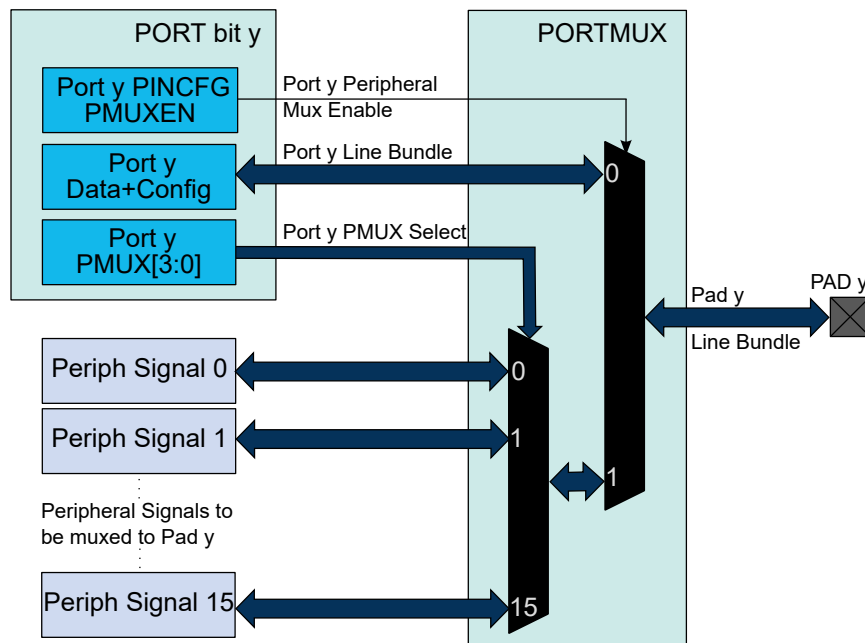 PORT bit y
PORTMUX
Port y PINCFG
PMUXEN
Port y Peripheral
Mux Enable
Port y
Data+Config
Port y Line Bundle
0
Port y
PMUX[3:0]
Port y PMUX Select
Pad y
Line Bundle
PAD y
Periph Signal 0
0
Periph Signal 1
1
1
Peripheral Signals to
be muxed to Pad y
Periph Signal 15
15